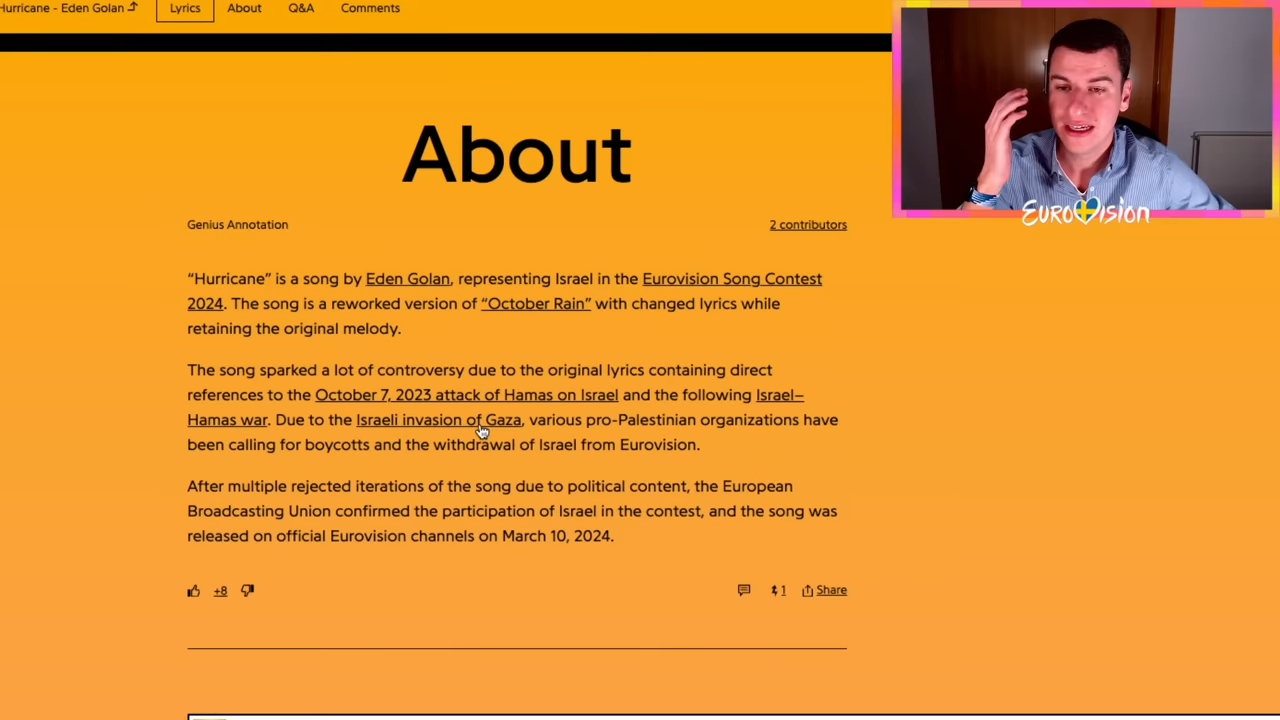 Hurricane - Eden Golan
Lyrics
About
Q&A
Comments
About
Genius Annotation
2 contributors
“Hurricane” is a song by Eden Golan, representing Israel in the Eurovision Song Contest
2024. The song is a reworked version of “October Rain” with changed lyrics while
retaining the original melody.
The song sparked a lot of controversy due to the original lyrics containing direct
references to the October 7, 2023 attack of Hamas on Israel and the following Israel–
Hamas war. Due to the Israeli invasion of Gaza, various pro-Palestinian organizations have
been calling for boycotts and the withdrawal of Israel from Eurovision.
After multiple rejected iterations of the song due to political content, the European
Broadcasting Union confirmed the participation of Israel in the contest, and the song was
released on official Eurovision channels on March 10, 2024.
+8
1
Share
EUROVISION